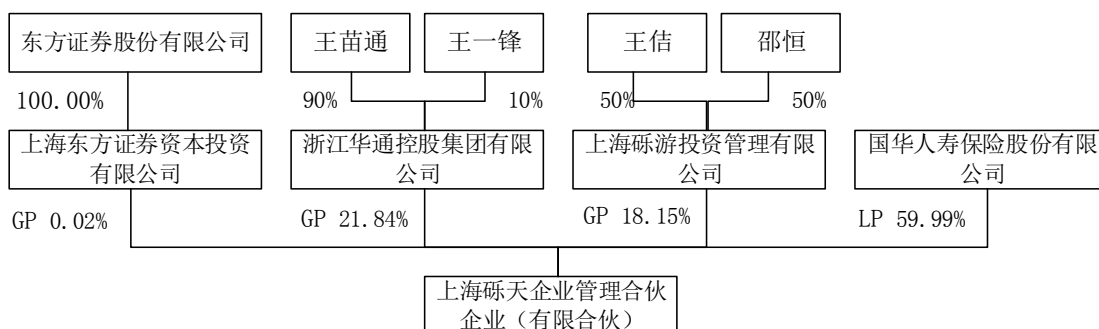 东方证券股份有限公司
王苗通
王一锋
王佶
邵恒
100.00%
90%
10%
50%
50%
上海东方证券资本投资
有限公司
浙江华通控股集团有限
公司
上海砾游投资管理有限
公司
国华人寿保险股份有限
公司
GP 0.02%
GP 21.84%
GP 18.15%
LP 59.99%
上海砾天企业管理合伙
企业（有限合伙）